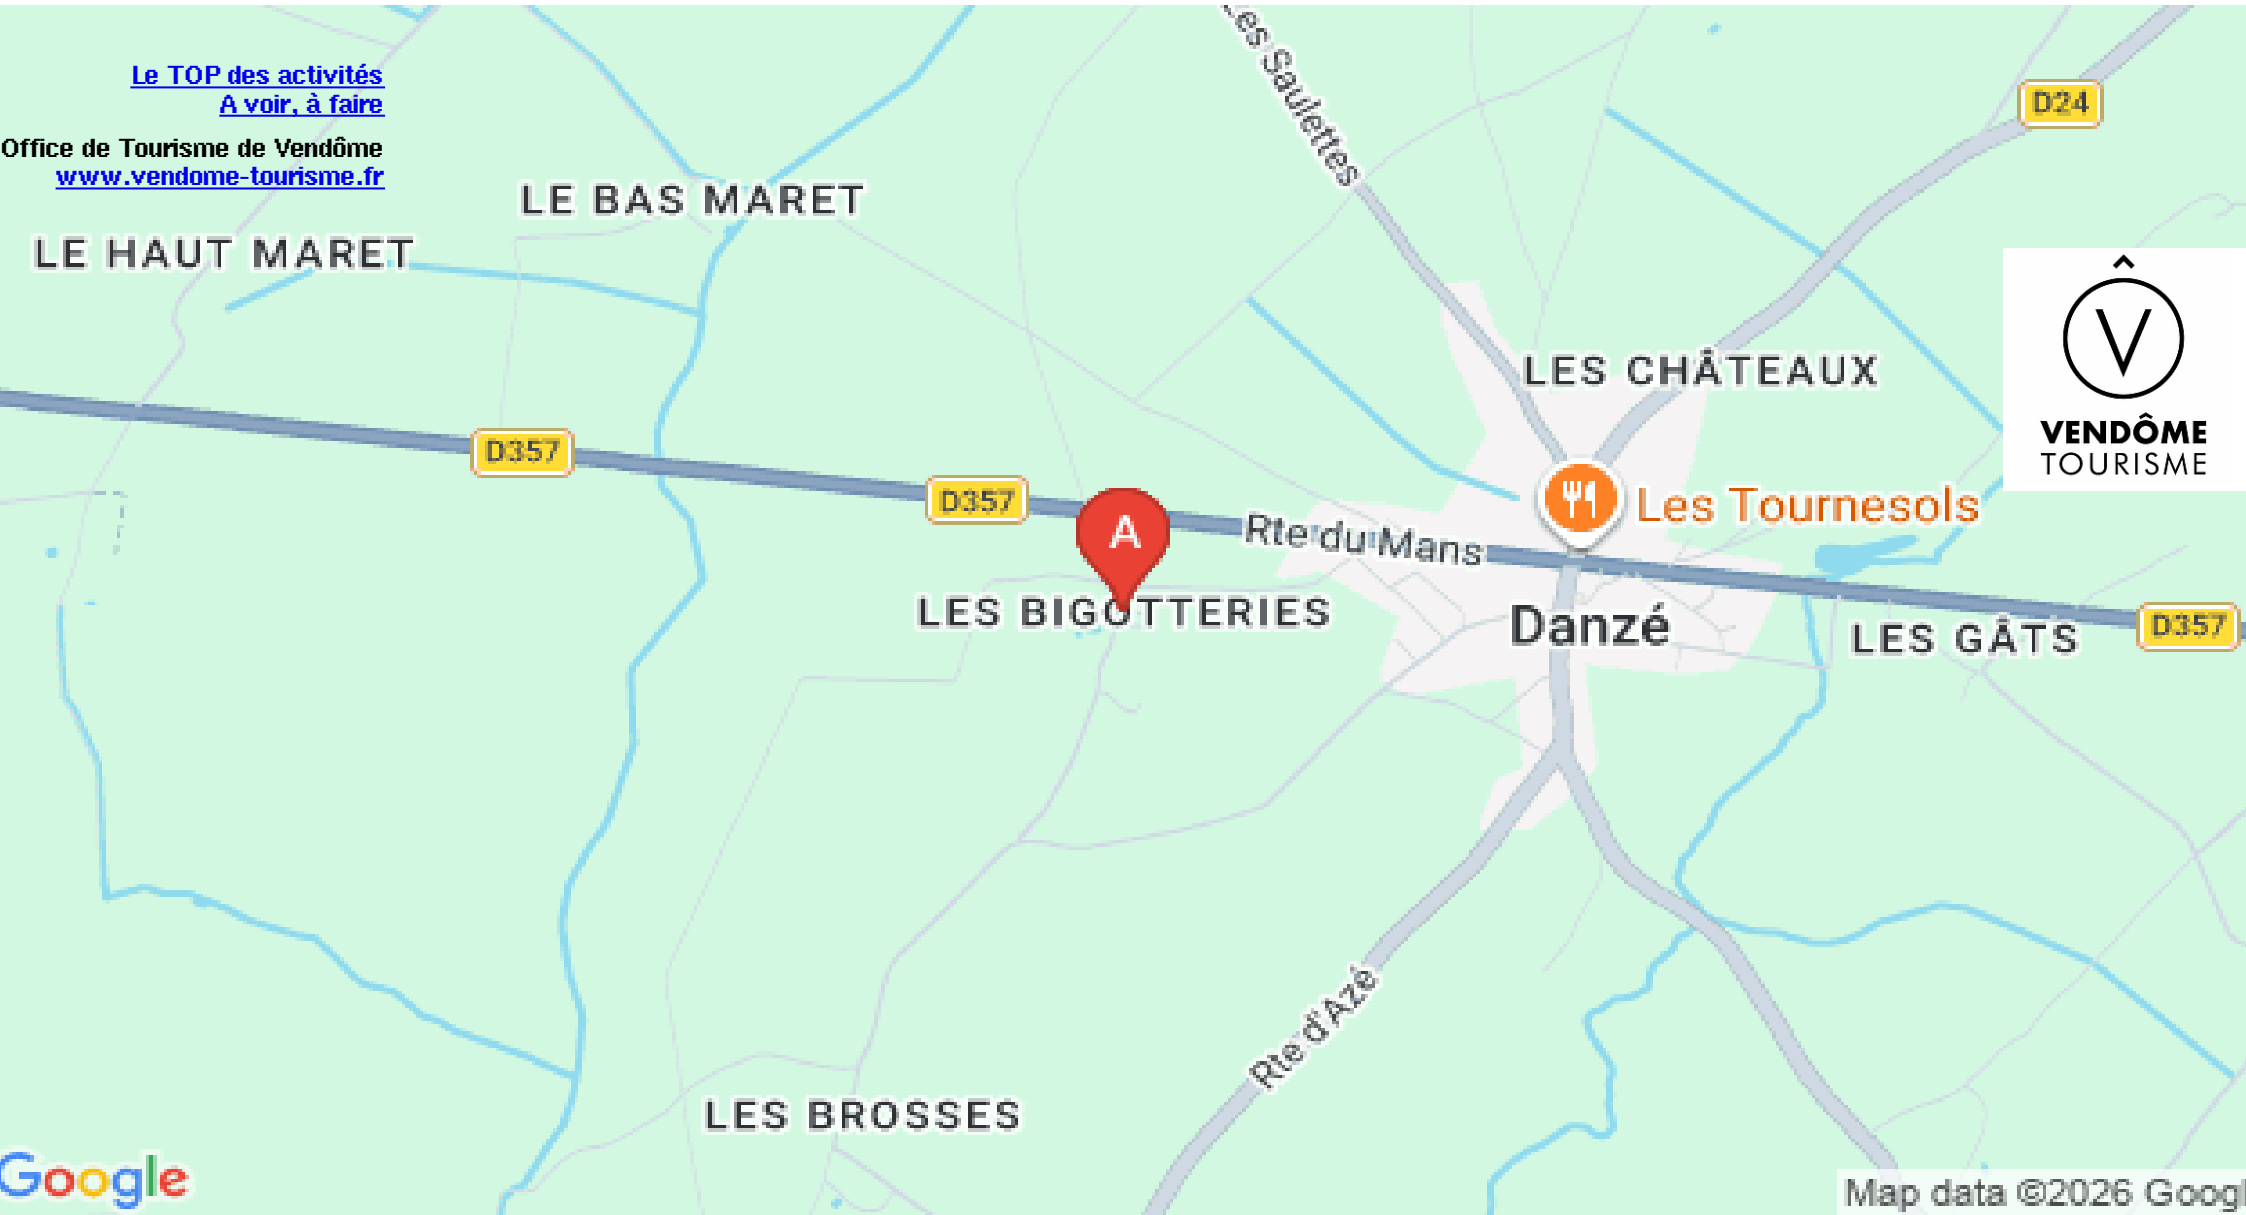 Le TOP des activités
A voir, à faire
Office de Tourisme de Vendôme
www.vendome-tourisme.fr
Les Saulettes
D24
LE BAS MARET
LE HAUT MARET
V
VENDÔME
TOURISME
LES CHÂTEAUX
D357
D357
A
Les Tournesols
Rte du Mans
LES BIGOTTERIES
Danzé
LES GÂTS
D357
Rte d'Azé
LES BROSSES
Google
Map data ©2026 Googl